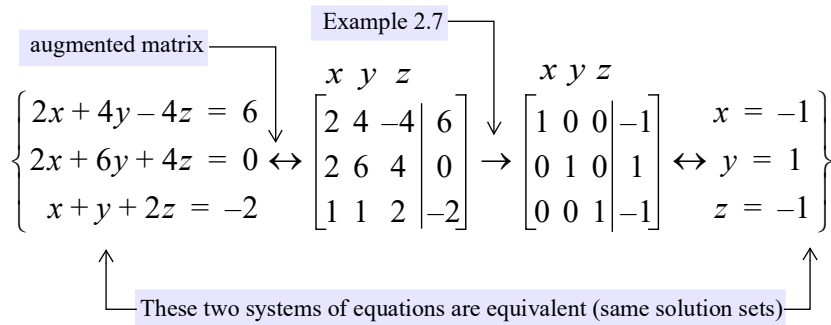 Example 2.7
augmented matrix
x y z x y z
2x + 4y – 4z = 6 2 4 –4 6 1 0 0 –1 x = –1
2x + 6y + 4z = 0 ↔ 2 6 4 0 → 0 1 0 1 ↔ y = 1
x + y + 2z = –2 1 1 2 –2 0 0 1 –1 z = –1
These two systems of equations are equivalent (same solution sets)